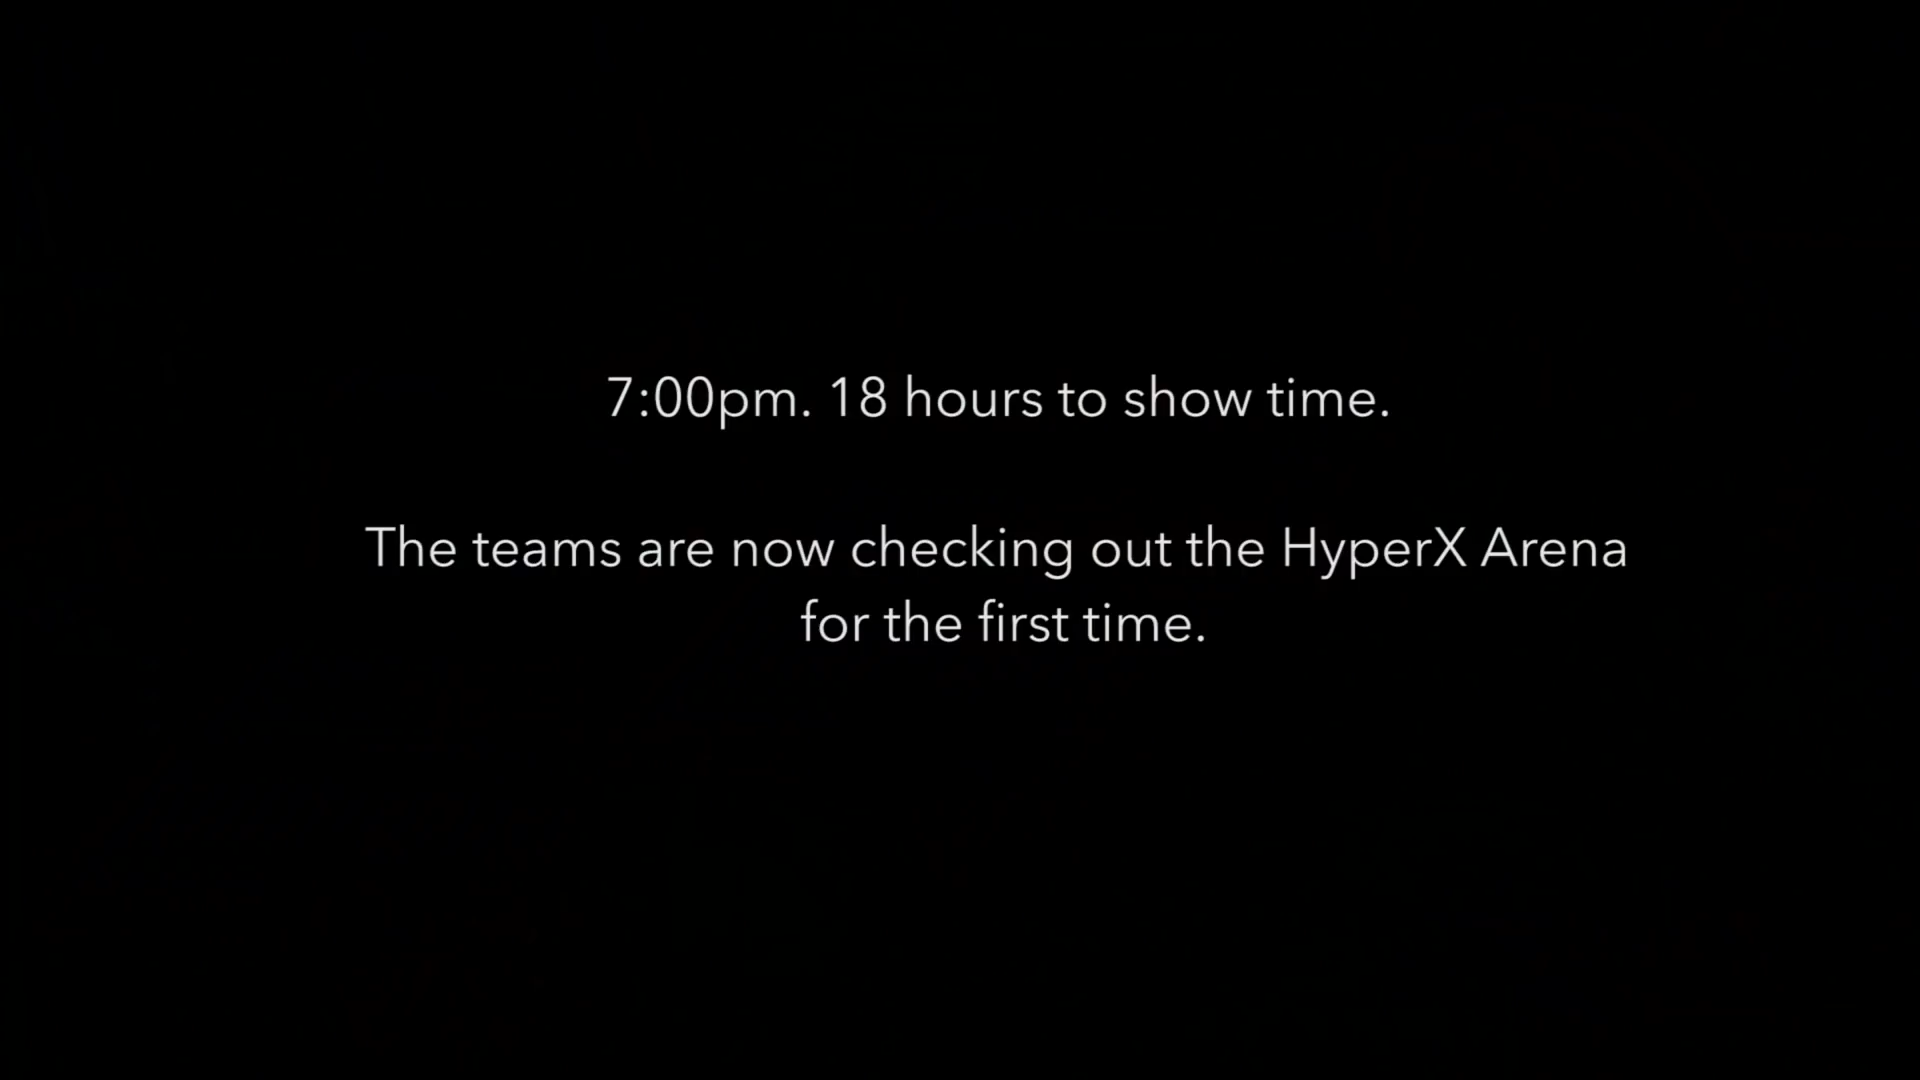 7:00pm. 18 hours to show time.
The teams are now checking out the HyperX Arena
for the first time.